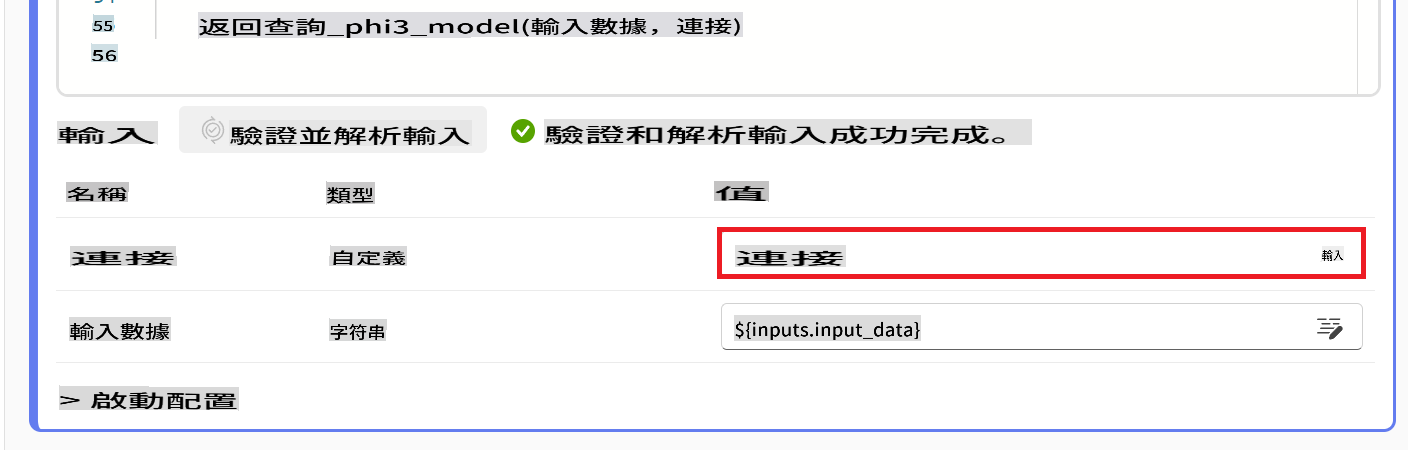 55 返回查詢_phi3_model(輸入數據，連接)
56
輸入 驗證並解析輸入 驗證和解析輸入成功完成。
名稱 類型 值
連接 自定義 連接 輸入
輸入數據 字符串 ${inputs.input_data}
> 啟動配置